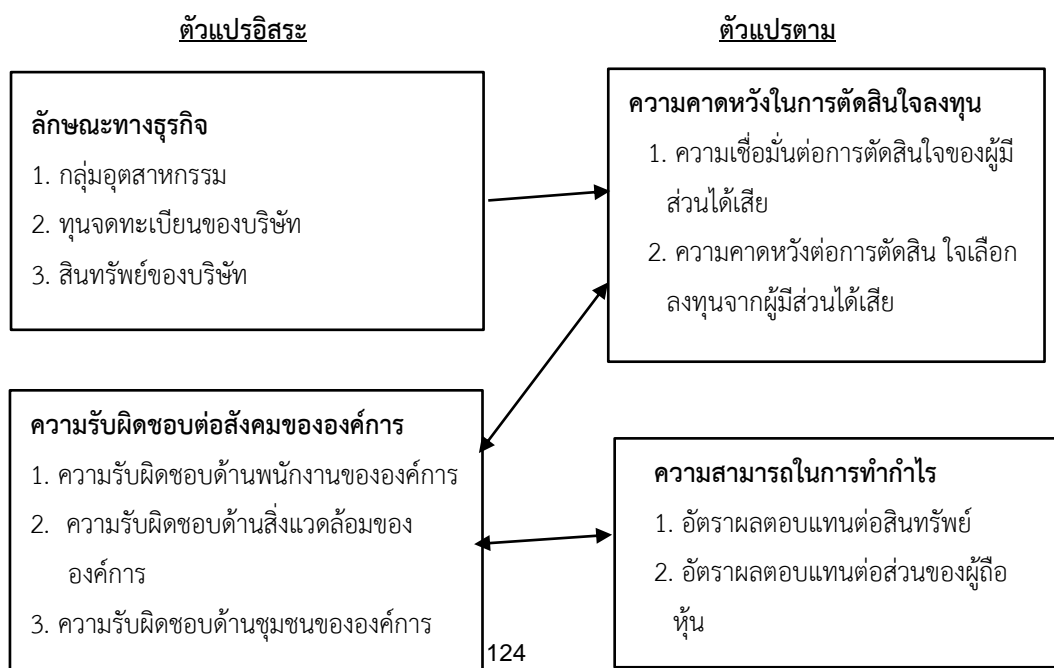 ตัวแปรอิสระ
ตัวแปรตาม
ลักษณะทางธุรกิจ
1. กลุ่มอุตสาหกรรม
2. ทุนจดทะเบียนของบริษัท
3. สินทรัพย์ของบริษัท
ความคาดหวังในการตัดสินใจลงทุน
1. ความเชื่อมั่นต่อการตัดสินใจของผู้มี
ส่วนได้เสีย
2. ความคาดหวังต่อการตัดสิน ใจเลือก
ลงทุนจากผู้มีส่วนได้เสีย
ความรับผิดชอบต่อสังคมขององค์การ
1. ความรับผิดชอบด้านพนักงานขององค์การ
2. ความรับผิดชอบด้านสิ่งแวดล้อมของ
องค์การ
3. ความรับผิดชอบด้านชุมชนขององค์การ
ความสามารถในการทำกำไร
1. อัตราผลตอบแทนต่อสินทรัพย์
2. อัตราผลตอบแทนต่อส่วนของผู้ถือ
หุ้น
124